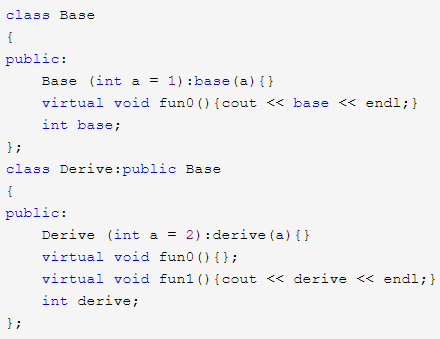 class Base
{
public:
    Base (int a = 1):base(a){}
    virtual void fun0(){cout << base << endl;}
    int base;
};
class Derive:public Base
{
public:
    Derive (int a = 2):derive(a){}
    virtual void fun0(){};
    virtual void fun1(){cout << derive << endl;}
    int derive;
};